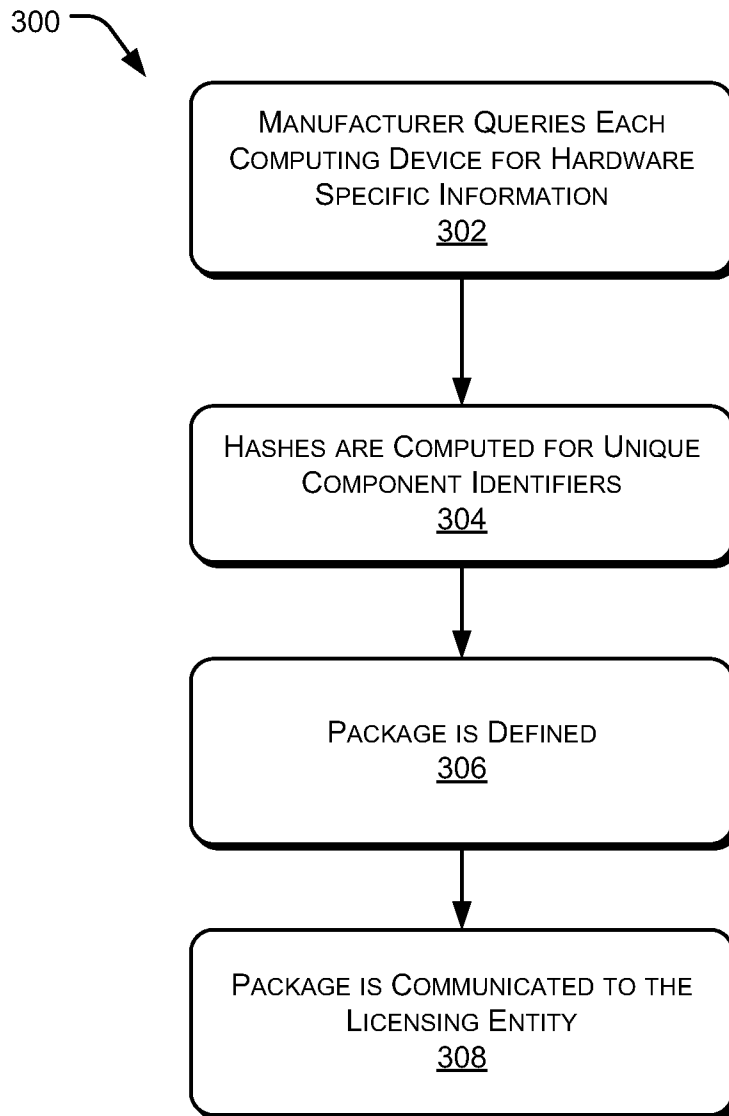 300
MANUFACTURER QUERIES EACH
COMPUTING DEVICE FOR HARDWARE
SPECIFIC INFORMATION
302
HASHES ARE COMPUTED FOR UNIQUE
COMPONENT IDENTIFIERS
304
PACKAGE IS DEFINED
306
PACKAGE IS COMMUNICATED TO THE
LICENSING ENTITY
308